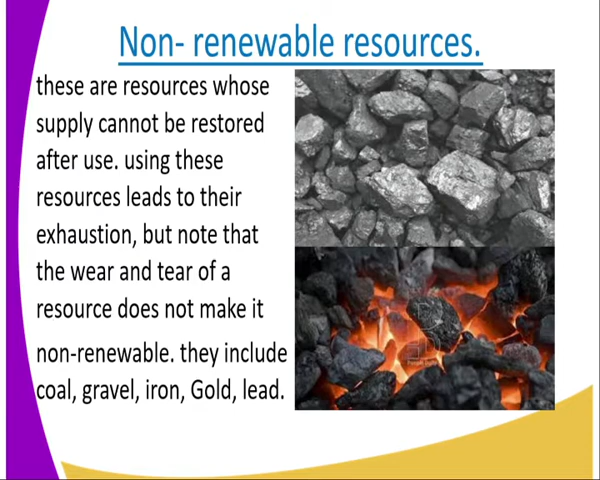 Non- renewable resources.
these are resources whose
supply cannot be restored
after use. using these
resources leads to their
exhaustion, but note that
the wear and tear of a
resource does not make it
non-renewable. they include
coal, gravel, iron, Gold, lead.